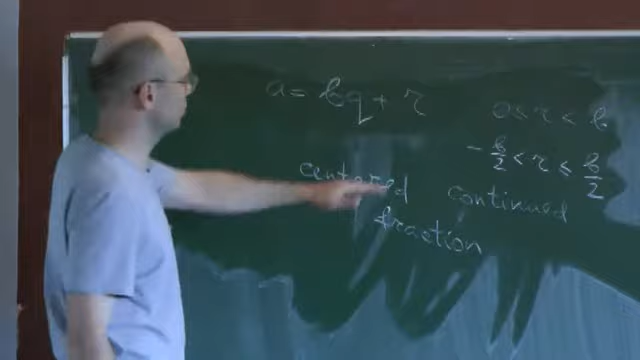 a = bq + r
0 ≤ r < b
- b/2 < r ≤ b/2
centered continued
fraction